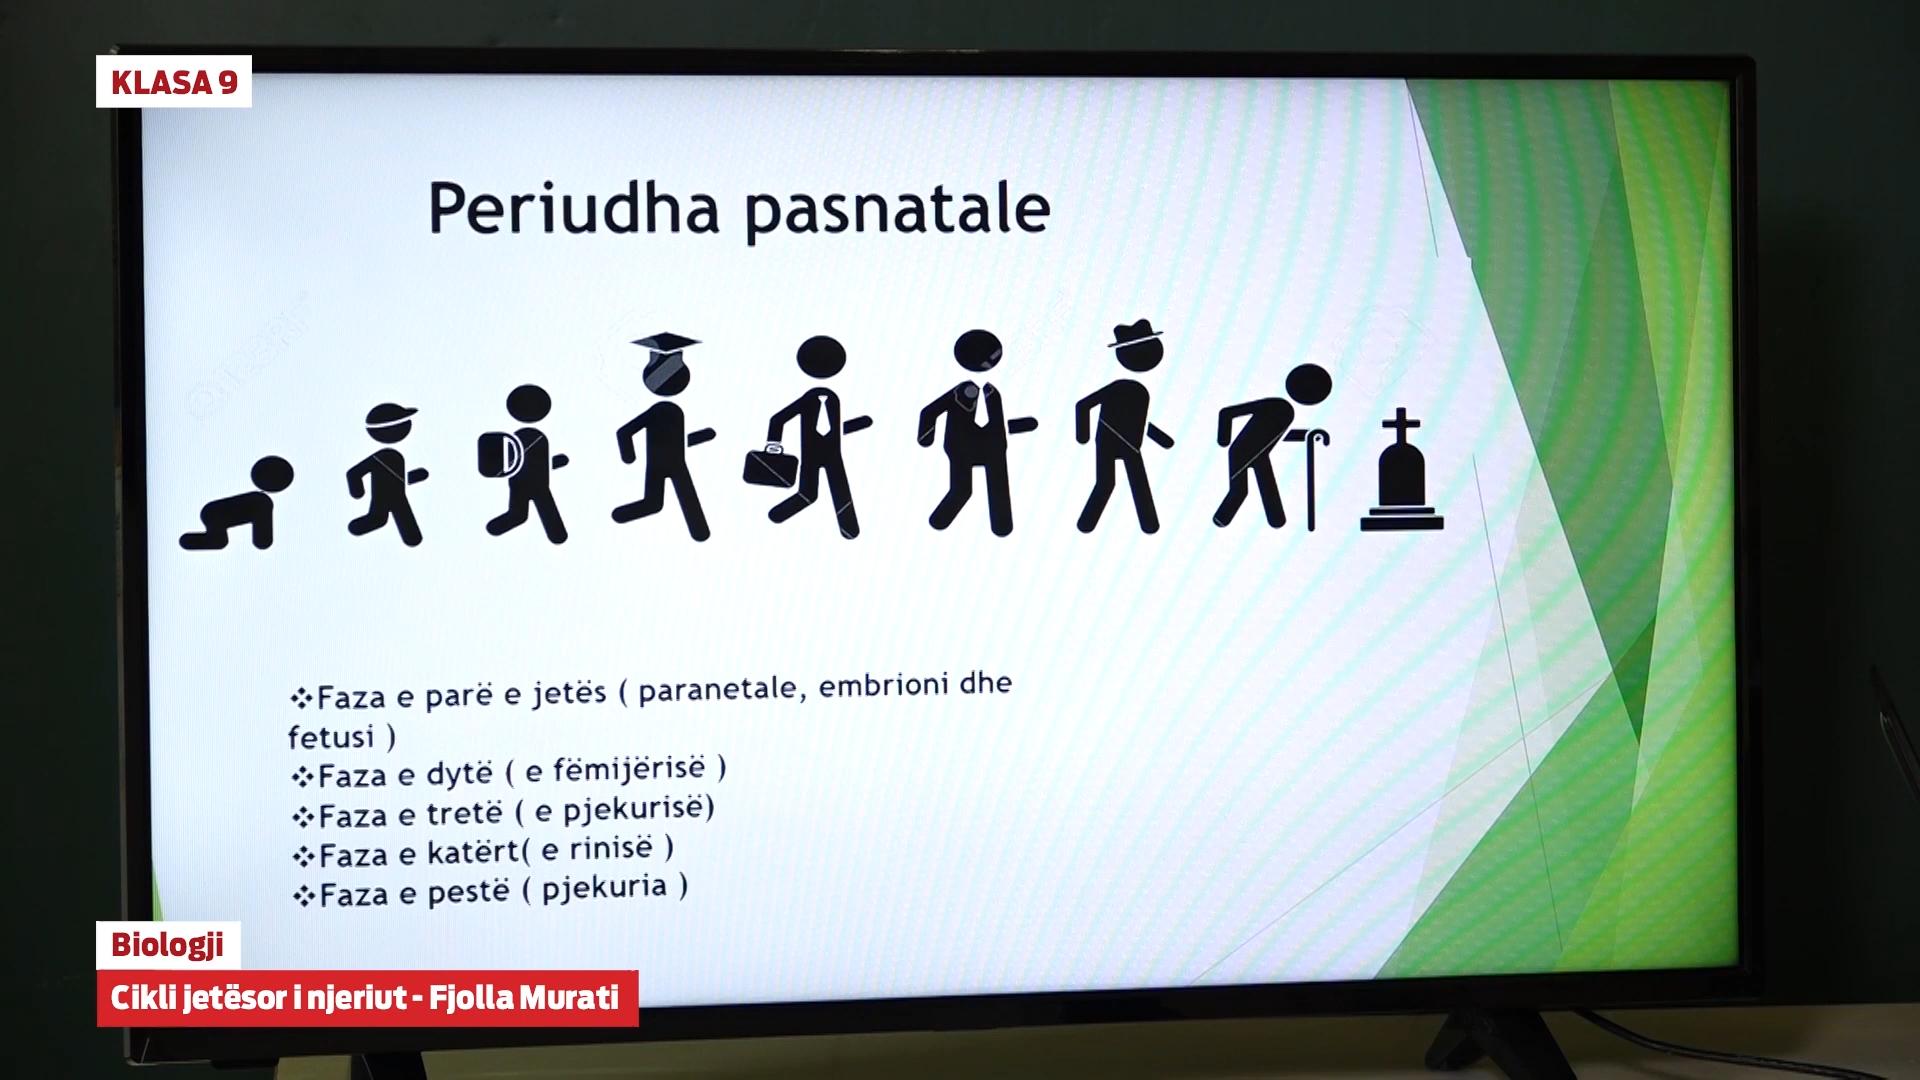 KLASA 9
Periudha pasnatale
❖Faza e parë e jetës ( paranetale, embrioni dhe
fetusi )
❖Faza e dytë ( e fëmijërisë )
❖Faza e tretë ( e pjekurisë)
❖Faza e katërt( e rinisë )
❖Faza e pestë ( pjekuria )
Biologji
Cikli jetësor i njeriut - Fjolla Murati